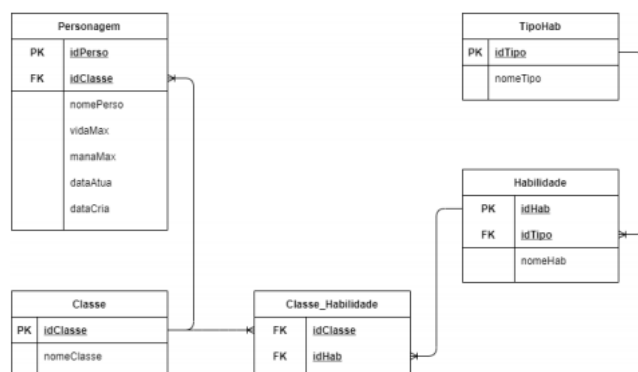 Personagem
PK idPerso
FK idClasse
nomePerso
vidaMax
manaMax
dataAtua
dataCria
TipoHab
PK idTipo
nomeTipo
Habilidade
PK idHab
FK idTipo
nomeHab
Classe
PK idClasse
nomeClasse
Classe_Habilidade
FK idClasse
FK idHab